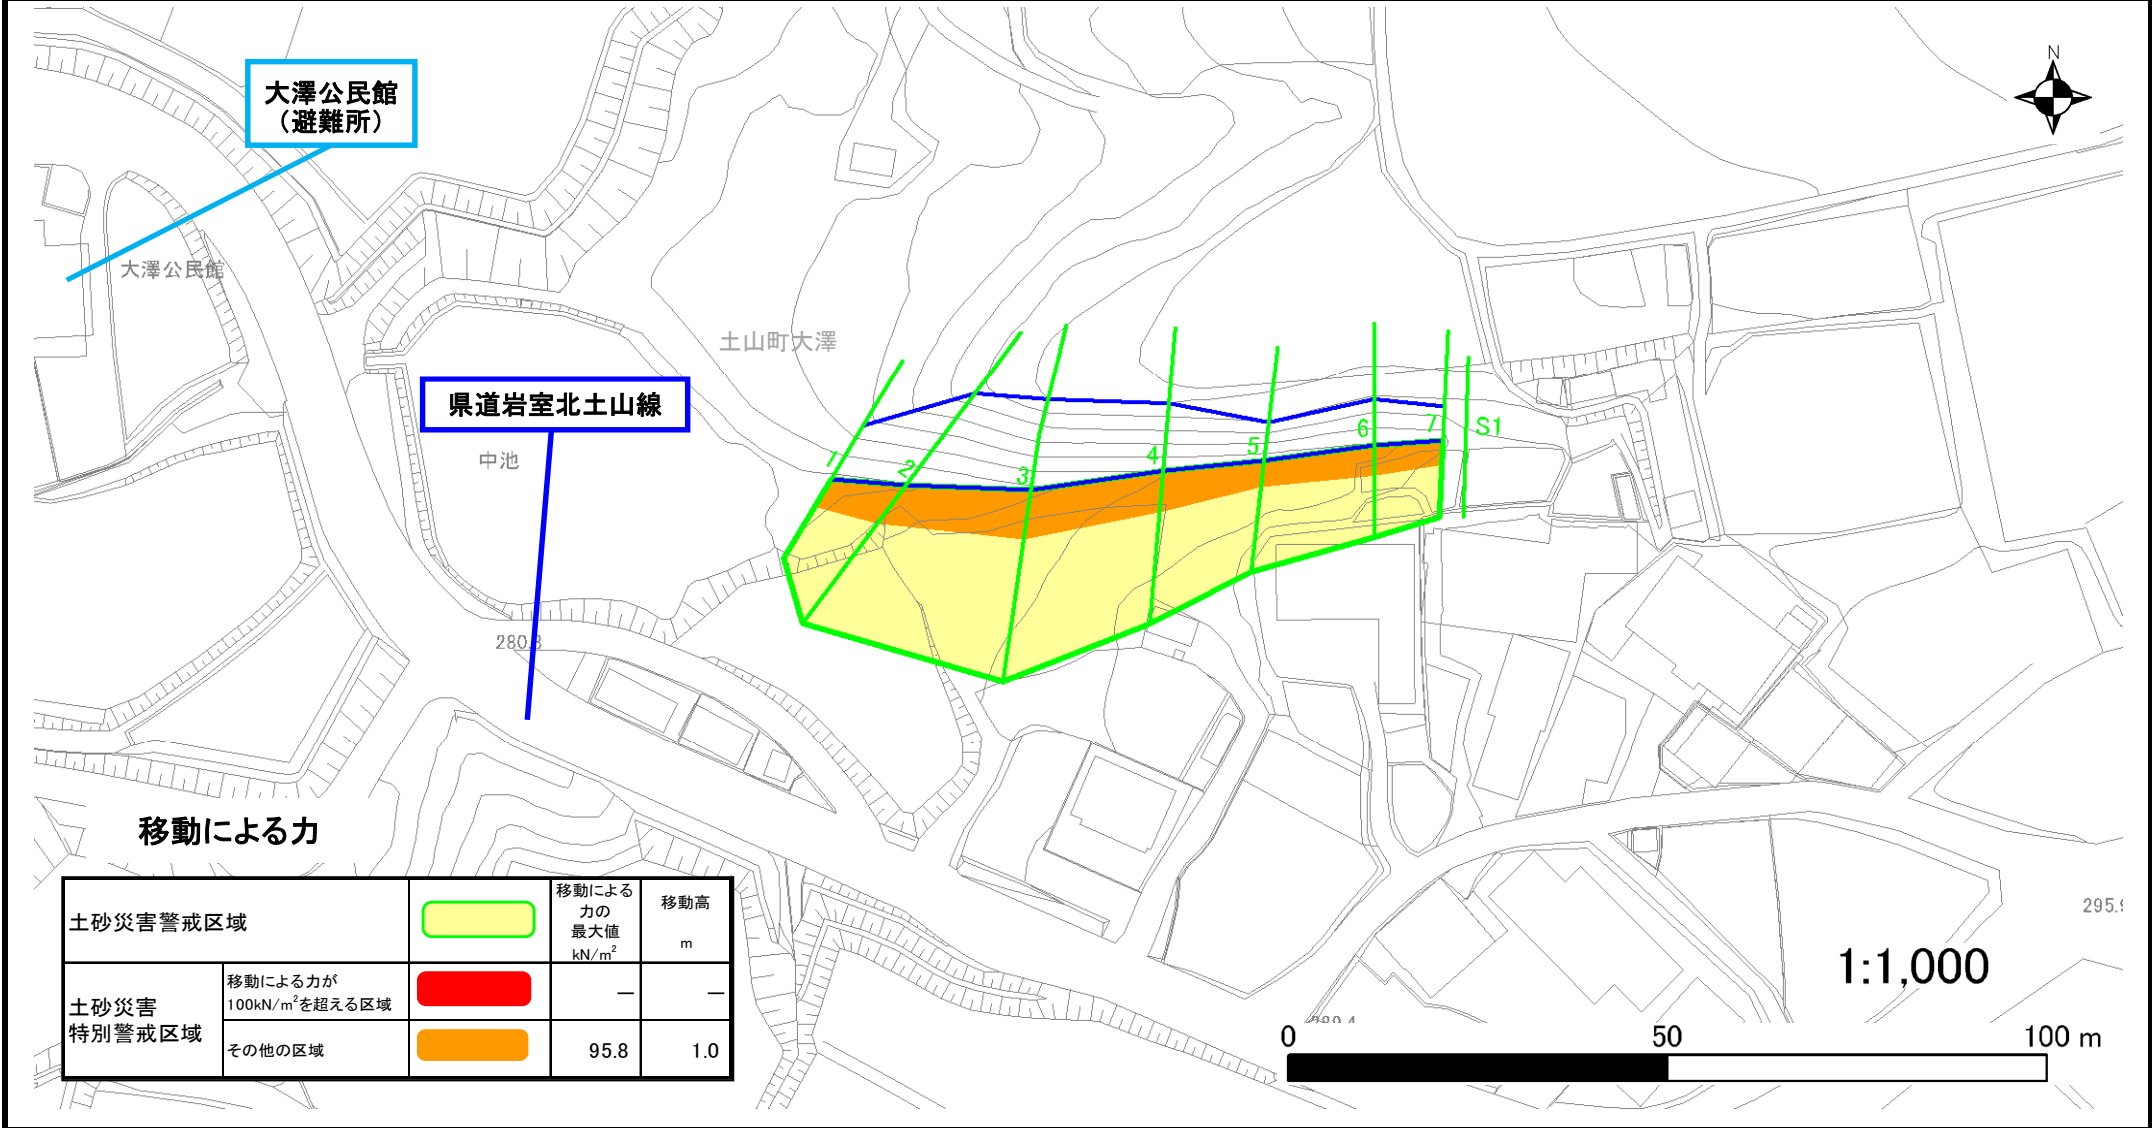 大澤公民館
（避難所）
N
大澤公民館
土山町大澤
県道岩室北土山線
中池
1
2
3
4
5
6
7
S1
280.3
移動による力
土砂災害警戒区域
移動による
力の
最大値
kN/m²
移動高
m
土砂災害
特別警戒区域
移動による力が
100kN/m²を超える区域
－
－
その他の区域
95.8
1.0
1:1,000
0
50
100 m